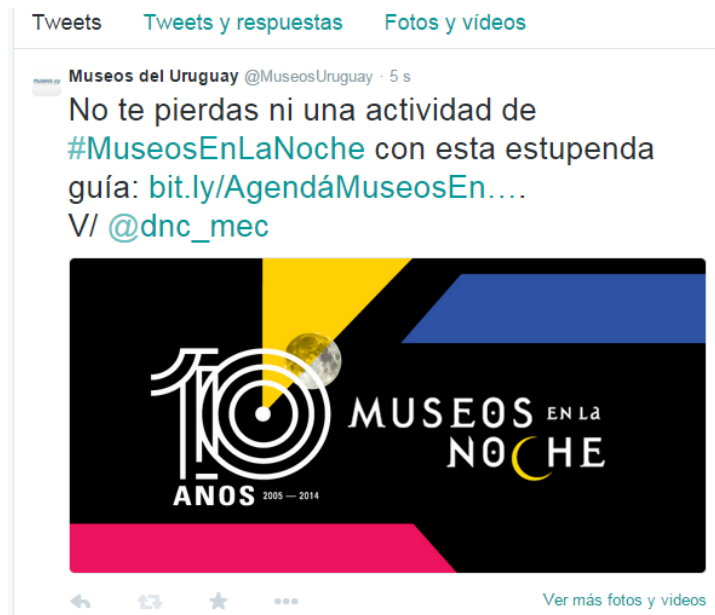 Tweets Tweets y respuestas Fotos y vídeos
museos.uy
Museos del Uruguay @MuseosUruguay · 5 s
No te pierdas ni una actividad de
#MuseosEnLaNoche con esta estupenda
guía: bit.ly/AgendáMuseosEn….
V/ @dnc_mec
10
AÑOS 2005 — 2014
MUSEOS EN LA
NOCHE
Ver más fotos y videos